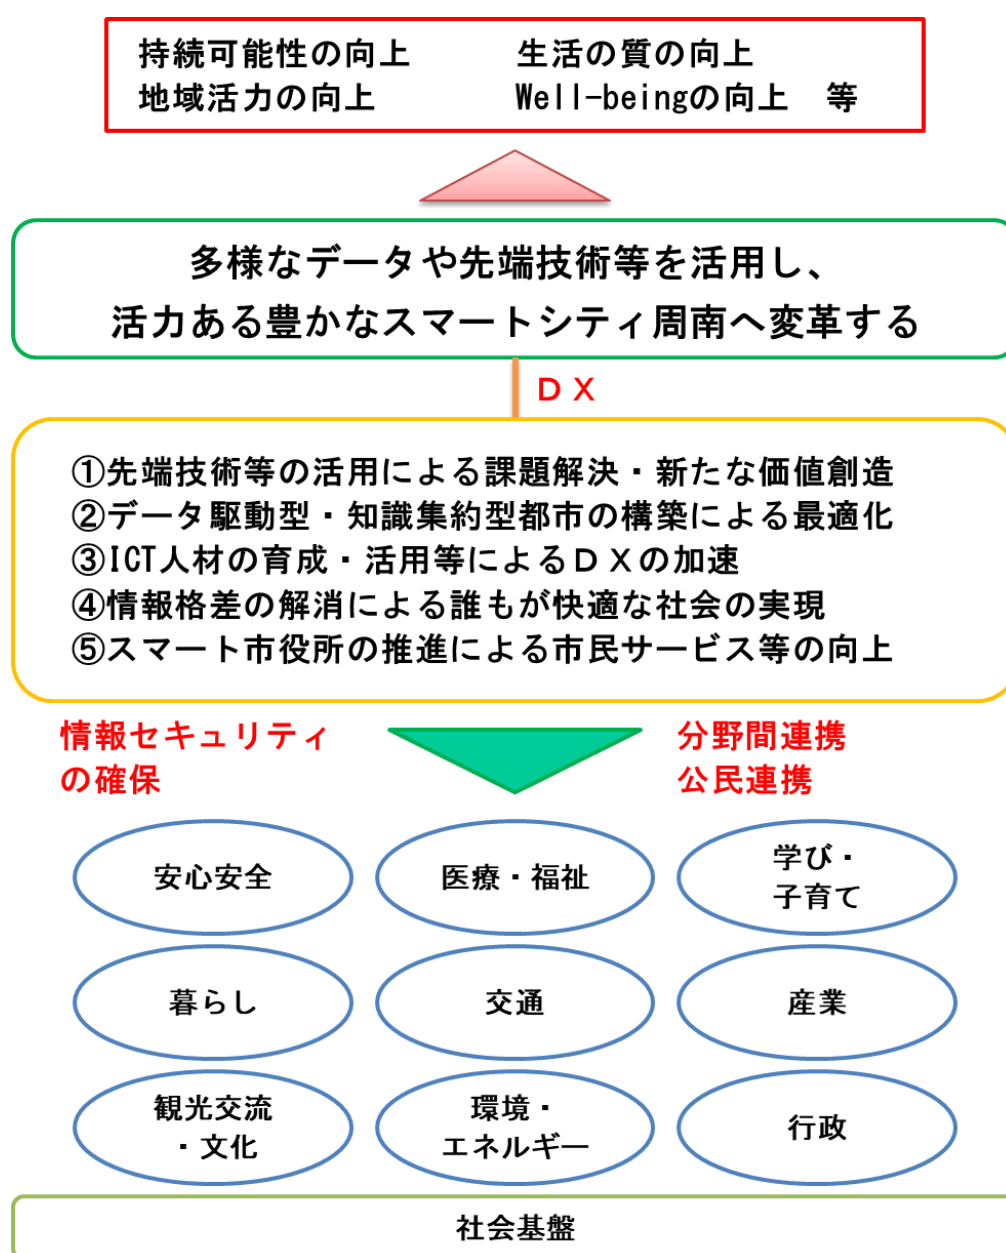 持続可能性の向上　生活の質の向上
地域活力の向上　Well-beingの向上　等
多様なデータや先端技術等を活用し、
活力ある豊かなスマートシティ周南へ変革する
ＤＸ
①先端技術等の活用による課題解決・新たな価値創造
②データ駆動型・知識集約型都市の構築による最適化
③ICT人材の育成・活用等によるＤＸの加速
④情報格差の解消による誰もが快適な社会の実現
⑤スマート市役所の推進による市民サービス等の向上
情報セキュリティ
の確保
分野間連携
公民連携
安心安全
医療・福祉
学び・
子育て
暮らし
交通
産業
観光交流
・文化
環境・
エネルギー
行政
社会基盤